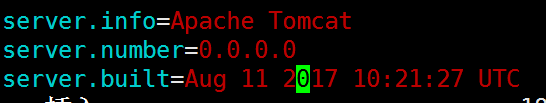 server.info=Apache Tomcat
server.number=0.0.0.0
server.built=Aug 11 2017 10:21:27 UTC